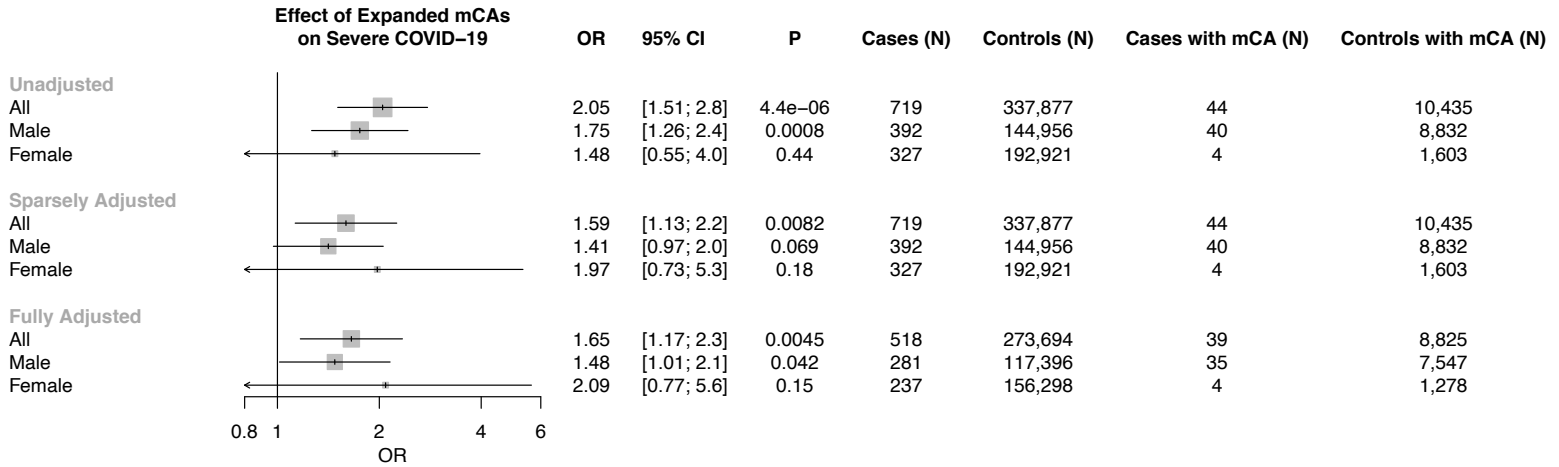 Effect of Expanded mCAs
on Severe COVID−19 OR 95% CI P Cases (N) Controls (N) Cases with mCA (N) Controls with mCA (N)
Unadjusted
All 2.05 [1.51; 2.8] 4.4e−06 719 337,877 44 10,435
Male 1.75 [1.26; 2.4] 0.0008 392 144,956 40 8,832
Female 1.48 [0.55; 4.0] 0.44 327 192,921 4 1,603
Sparsely Adjusted
All 1.59 [1.13; 2.2] 0.0082 719 337,877 44 10,435
Male 1.41 [0.97; 2.0] 0.069 392 144,956 40 8,832
Female 1.97 [0.73; 5.3] 0.18 327 192,921 4 1,603
Fully Adjusted
All 1.65 [1.17; 2.3] 0.0045 518 273,694 39 8,825
Male 1.48 [1.01; 2.1] 0.042 281 117,396 35 7,547
Female 2.09 [0.77; 5.6] 0.15 237 156,298 4 1,278
0.8 1 2 4 6
OR